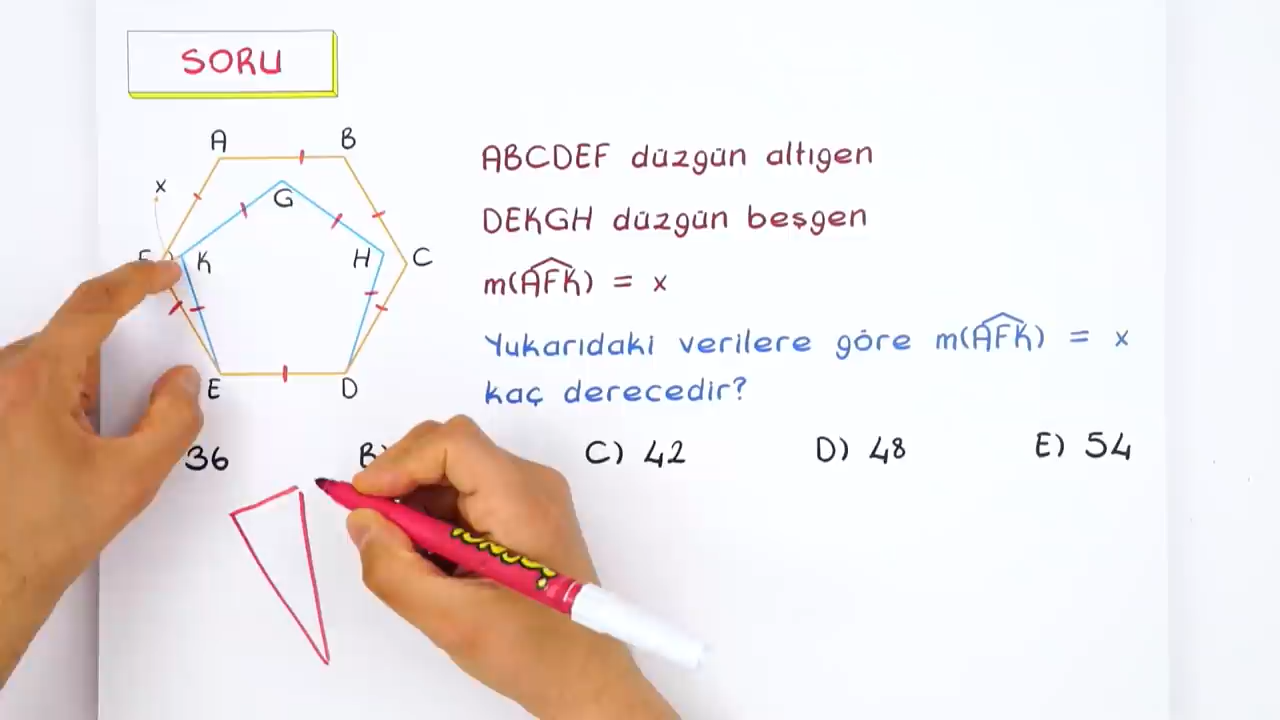 SORU
A
B
x
G
K
H
C
E
D
ABCDEF düzgün altıgen
DEKGH düzgün beşgen
m(AFK) = x
Yukarıdaki verilere göre m(AFK) = x
kaç derecedir?
36
B)
C) 42
D) 48
E) 54